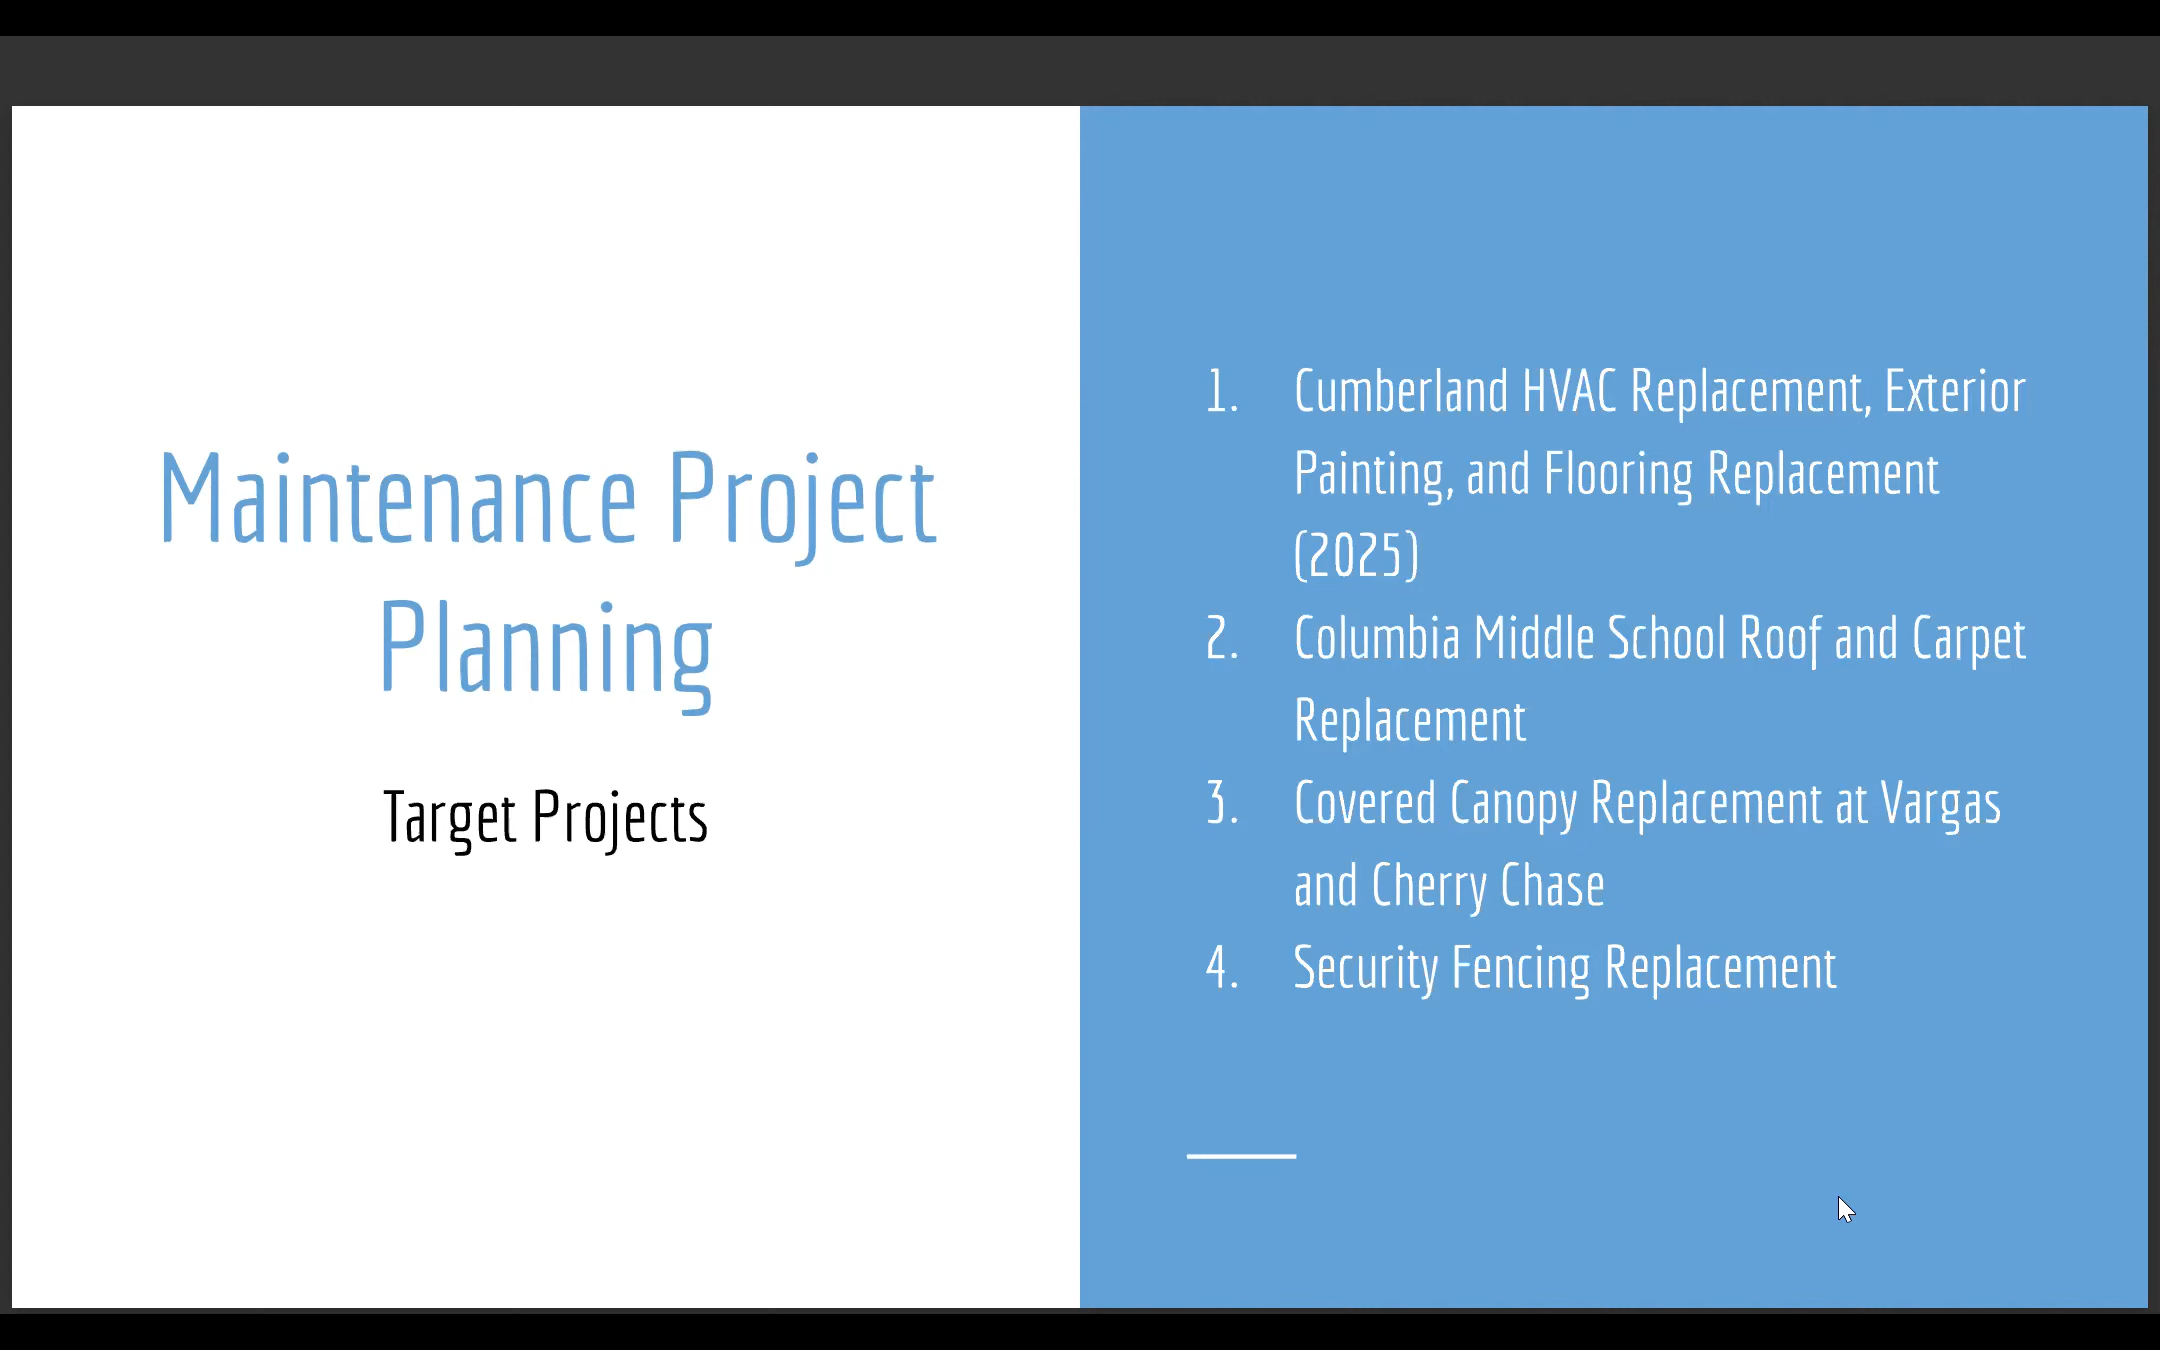 Maintenance Project
Planning
Target Projects
1. Cumberland HVAC Replacement, Exterior
Painting, and Flooring Replacement
(2025)
2. Columbia Middle School Roof and Carpet
Replacement
3. Covered Canopy Replacement at Vargas
and Cherry Chase
4. Security Fencing Replacement